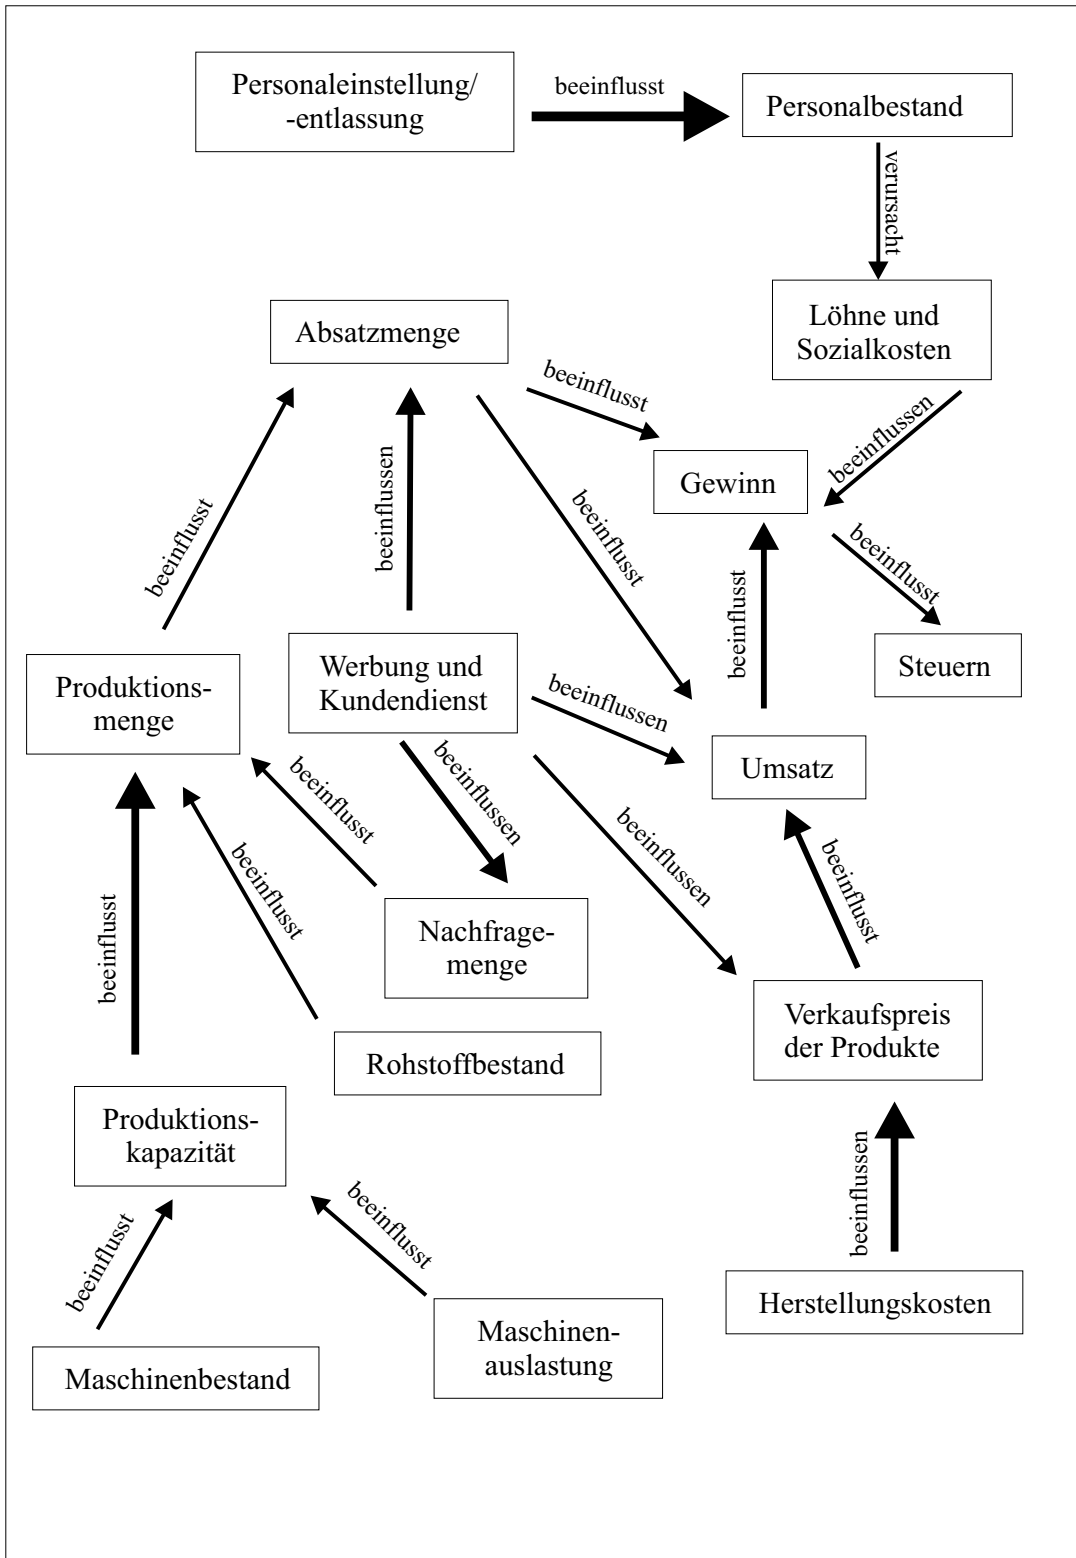 Personaleinstellung/
-entlassung
beeinflusst
Personalbestand
verursacht
Löhne und
Sozialkosten
Absatzmenge
beeinflusst
beeinflussen
Gewinn
beeinflusst
beeinflussen
beeinflusst
beeinflusst
beeinflusst
Steuern
Produktions-
menge
Werbung und
Kundendienst
beeinflussen
Umsatz
beeinflusst
beeinflussen
beeinflussen
beeinflusst
beeinflusst
beeinflusst
Nachfrage-
menge
Verkaufspreis
der Produkte
Rohstoffbestand
Produktions-
kapazität
beeinflussen
beeinflusst
beeinflusst
Herstellungskosten
Maschinen-
auslastung
Maschinenbestand